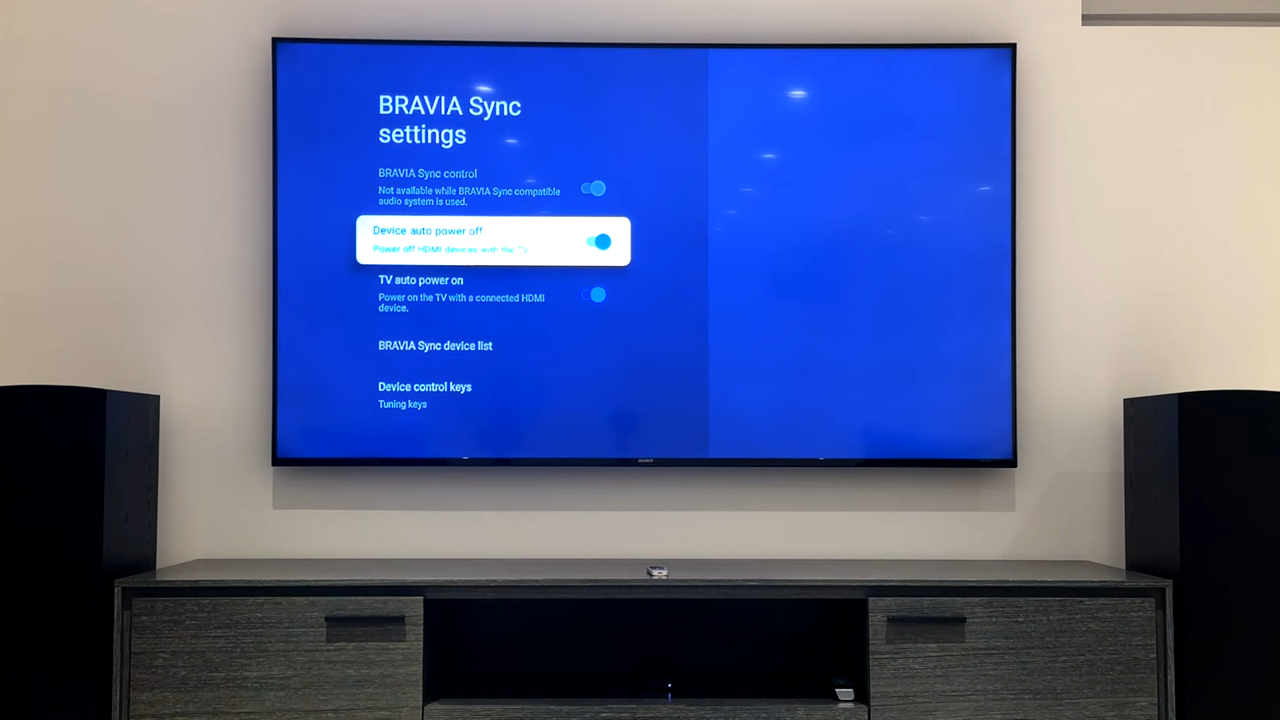 BRAVIA Sync
settings
BRAVIA Sync control
Not available while BRAVIA Sync compatible
audio system is used.
Device auto power off
Power off HDMI devices with the TV.
TV auto power on
Power on the TV with a connected HDMI
device.
BRAVIA Sync device list
Device control keys
Tuning keys
SONY